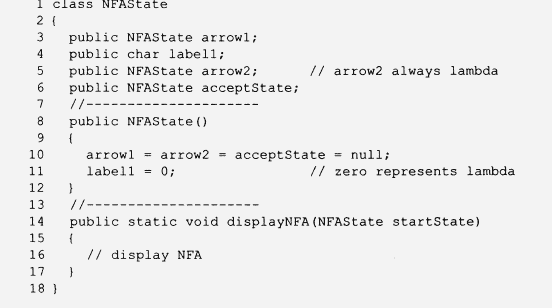 1 class NFAState
2 {
3   public NFAState arrow1;
4   public char label1;
5   public NFAState arrow2;      // arrow2 always lambda
6   public NFAState acceptState;
7   //---------------------
8   public NFAState()
9   {
10     arrow1 = arrow2 = acceptState = null;
11     label1 = 0;                // zero represents lambda
12   }
13   //---------------------
14   public static void displayNFA(NFAState startState)
15   {
16     // display NFA
17   }
18 }